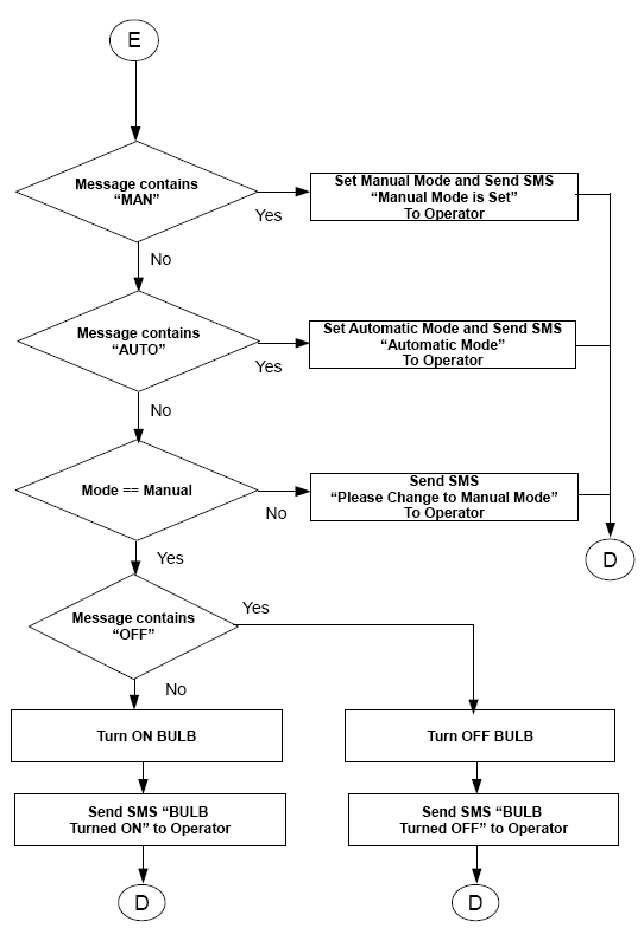 E
Message contains
“MAN”
Yes
Set Manual Mode and Send SMS
“Manual Mode is Set”
To Operator
No
Message contains
“AUTO”
Yes
Set Automatic Mode and Send SMS
“Automatic Mode”
To Operator
No
Mode == Manual
No
Send SMS
“Please Change to Manual Mode”
To Operator
D
Yes
Message contains
“OFF”
Yes
No
Turn ON BULB
Turn OFF BULB
Send SMS “BULB
Turned ON” to Operator
Send SMS “BULB
Turned OFF” to Operator
D
D